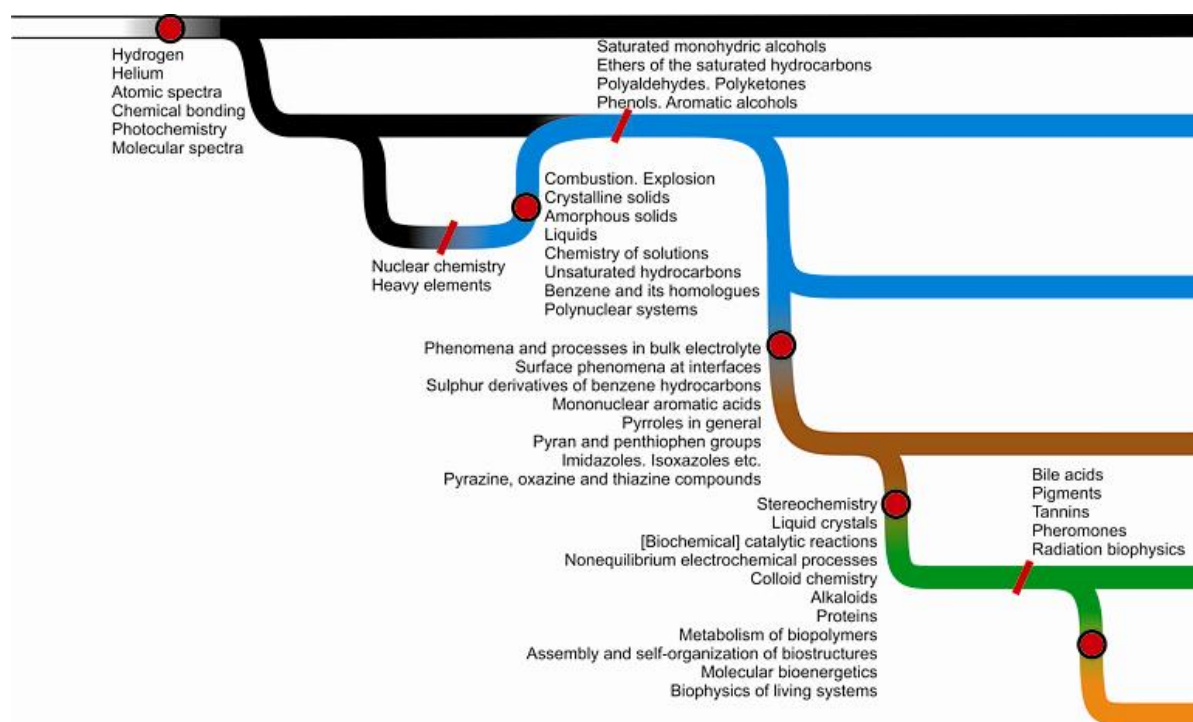 Hydrogen
Helium
Atomic spectra
Chemical bonding
Photochemistry
Molecular spectra
Saturated monohydric alcohols
Ethers of the saturated hydrocarbons
Polyaldehydes. Polyketones
Phenols. Aromatic alcohols
Nuclear chemistry
Heavy elements
Combustion. Explosion
Crystalline solids
Amorphous solids
Liquids
Chemistry of solutions
Unsaturated hydrocarbons
Benzene and its homologues
Polynuclear systems
Phenomena and processes in bulk electrolyte
Surface phenomena at interfaces
Sulphur derivatives of benzene hydrocarbons
Mononuclear aromatic acids
Pyrroles in general
Pyran and penthiophen groups
Imidazoles. Isoxazoles etc.
Pyrazine, oxazine and thiazine compounds
Stereochemistry
Liquid crystals
[Biochemical] catalytic reactions
Nonequilibrium electrochemical processes
Colloid chemistry
Alkaloids
Proteins
Metabolism of biopolymers
Assembly and self-organization of biostructures
Molecular bioenergetics
Biophysics of living systems
Bile acids
Pigments
Tannins
Pheromones
Radiation biophysics